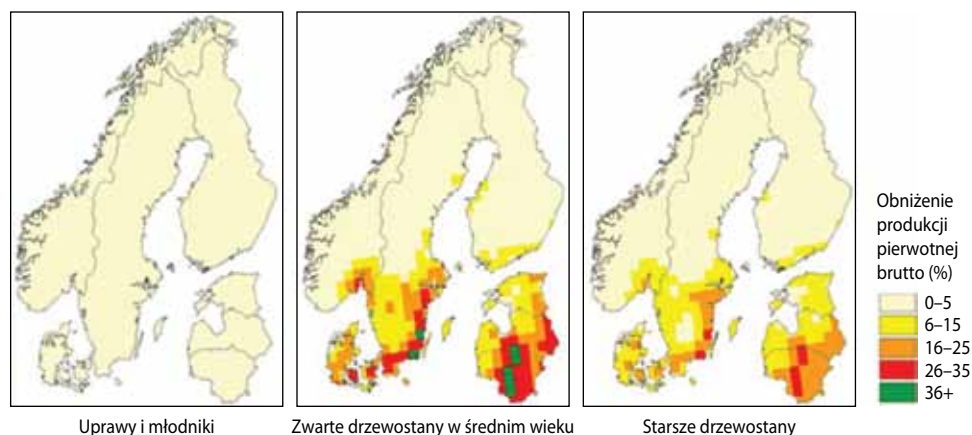 Obniżenie
produkcji
pierwotnej
brutto (%)
0–5
6–15
16–25
26–35
36+
Uprawy i młodniki
Zwarte drzewostany w średnim wieku
Starsze drzewostany